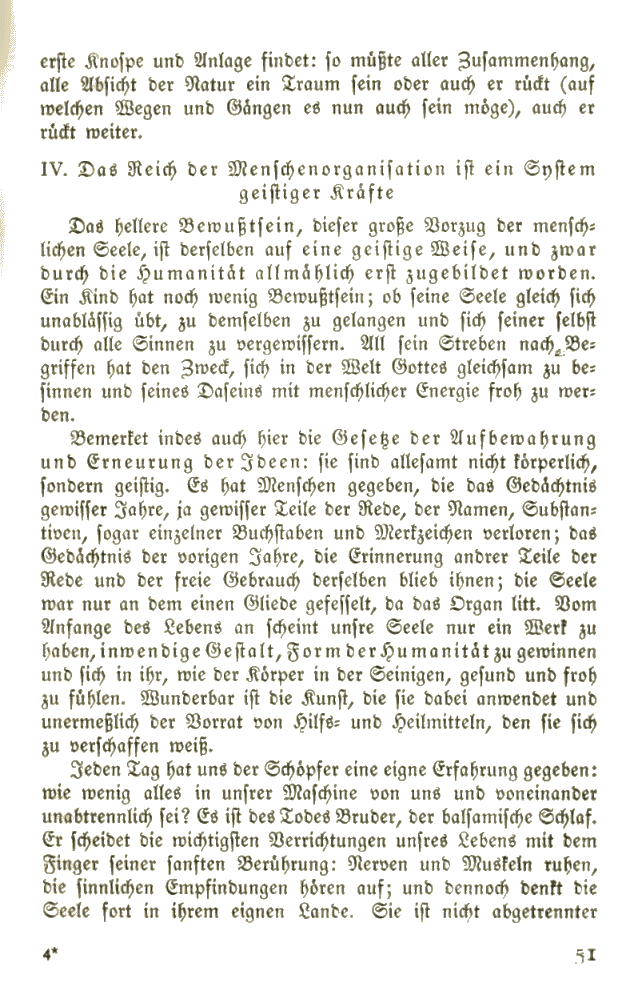 erste Knospe und Anlage findet: so müßte aller Zusammenhang,
alle Absicht der Natur ein Traum sein oder auch er rückt (auf
welchen Wegen und Gängen es nun auch sein möge), auch er
rückt weiter.
IV. Das Reich der Menschenorganisation ist ein System
geistiger Kräfte
Das hellere Bewußtsein, dieser große Vorzug der mensch-
lichen Seele, ist derselben auf eine geistige Weise, und zwar
durch die Humanität allmählich erst zugebildet worden.
Ein Kind hat noch wenig Bewußtsein; ob seine Seele gleich sich
unablässig übt, zu demselben zu gelangen und sich seiner selbst
durch alle Sinnen zu vergewissern. All sein Streben nach Be-
griffen hat den Zweck, sich in der Welt Gottes gleichsam zu be-
sinnen und seines Daseins mit menschlicher Energie froh zu wer-
den.
Bemerket indes auch hier die Gesetze der Aufbewahrung
und Erneurung der Ideen: sie sind allesamt nicht körperlich,
sondern geistig. Es hat Menschen gegeben, die das Gedächtnis
gewisser Jahre, ja gewisser Teile der Rede, der Namen, Substan-
tiven, sogar einzelner Buchstaben und Merkzeichen verloren; das
Gedächtnis der vorigen Jahre, die Erinnerung andrer Teile der
Rede und der freie Gebrauch derselben blieb ihnen; die Seele
war nur an dem einen Gliede gefesselt, da das Organ litt. Vom
Anfange des Lebens an scheint unsre Seele nur ein Werk zu
haben, inwendige Gestalt, Form der Humanität zu gewinnen
und sich in ihr, wie der Körper in der Seinigen, gesund und froh
zu fühlen. Wunderbar ist die Kunst, die sie dabei anwendet und
unermeßlich der Vorrat von Hilfs- und Heilmitteln, den sie sich
zu verschaffen weiß.
Jeden Tag hat uns der Schöpfer eine eigne Erfahrung gegeben:
wie wenig alles in unsrer Maschine von uns und voneinander
unabtrennlich sei? Es ist des Todes Bruder, der balsamische Schlaf.
Er scheidet die wichtigsten Verrichtungen unsres Lebens mit dem
Finger seiner sanften Berührung: Nerven und Muskeln ruhen,
die sinnlichen Empfindungen hören auf; und dennoch denkt die
Seele fort in ihrem eignen Lande. Sie ist nicht abgetrennter
4* 51